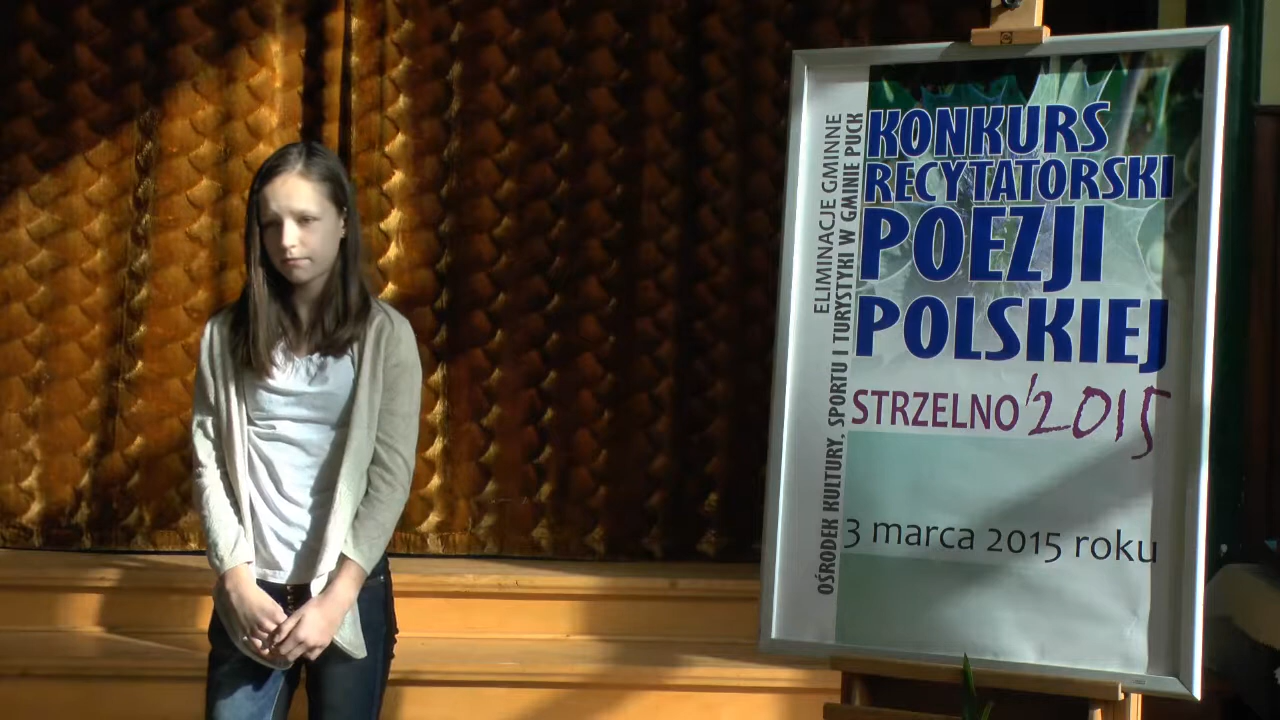 ELIMINACJE GMINNE
OŚRODEK KULTURY, SPORTU I TURYSTYKI W GMINIE PUCK
KONKURS
RECYTATORSKI
POEZJI
POLSKIEJ
STRZELNO'2015
3 marca 2015 roku